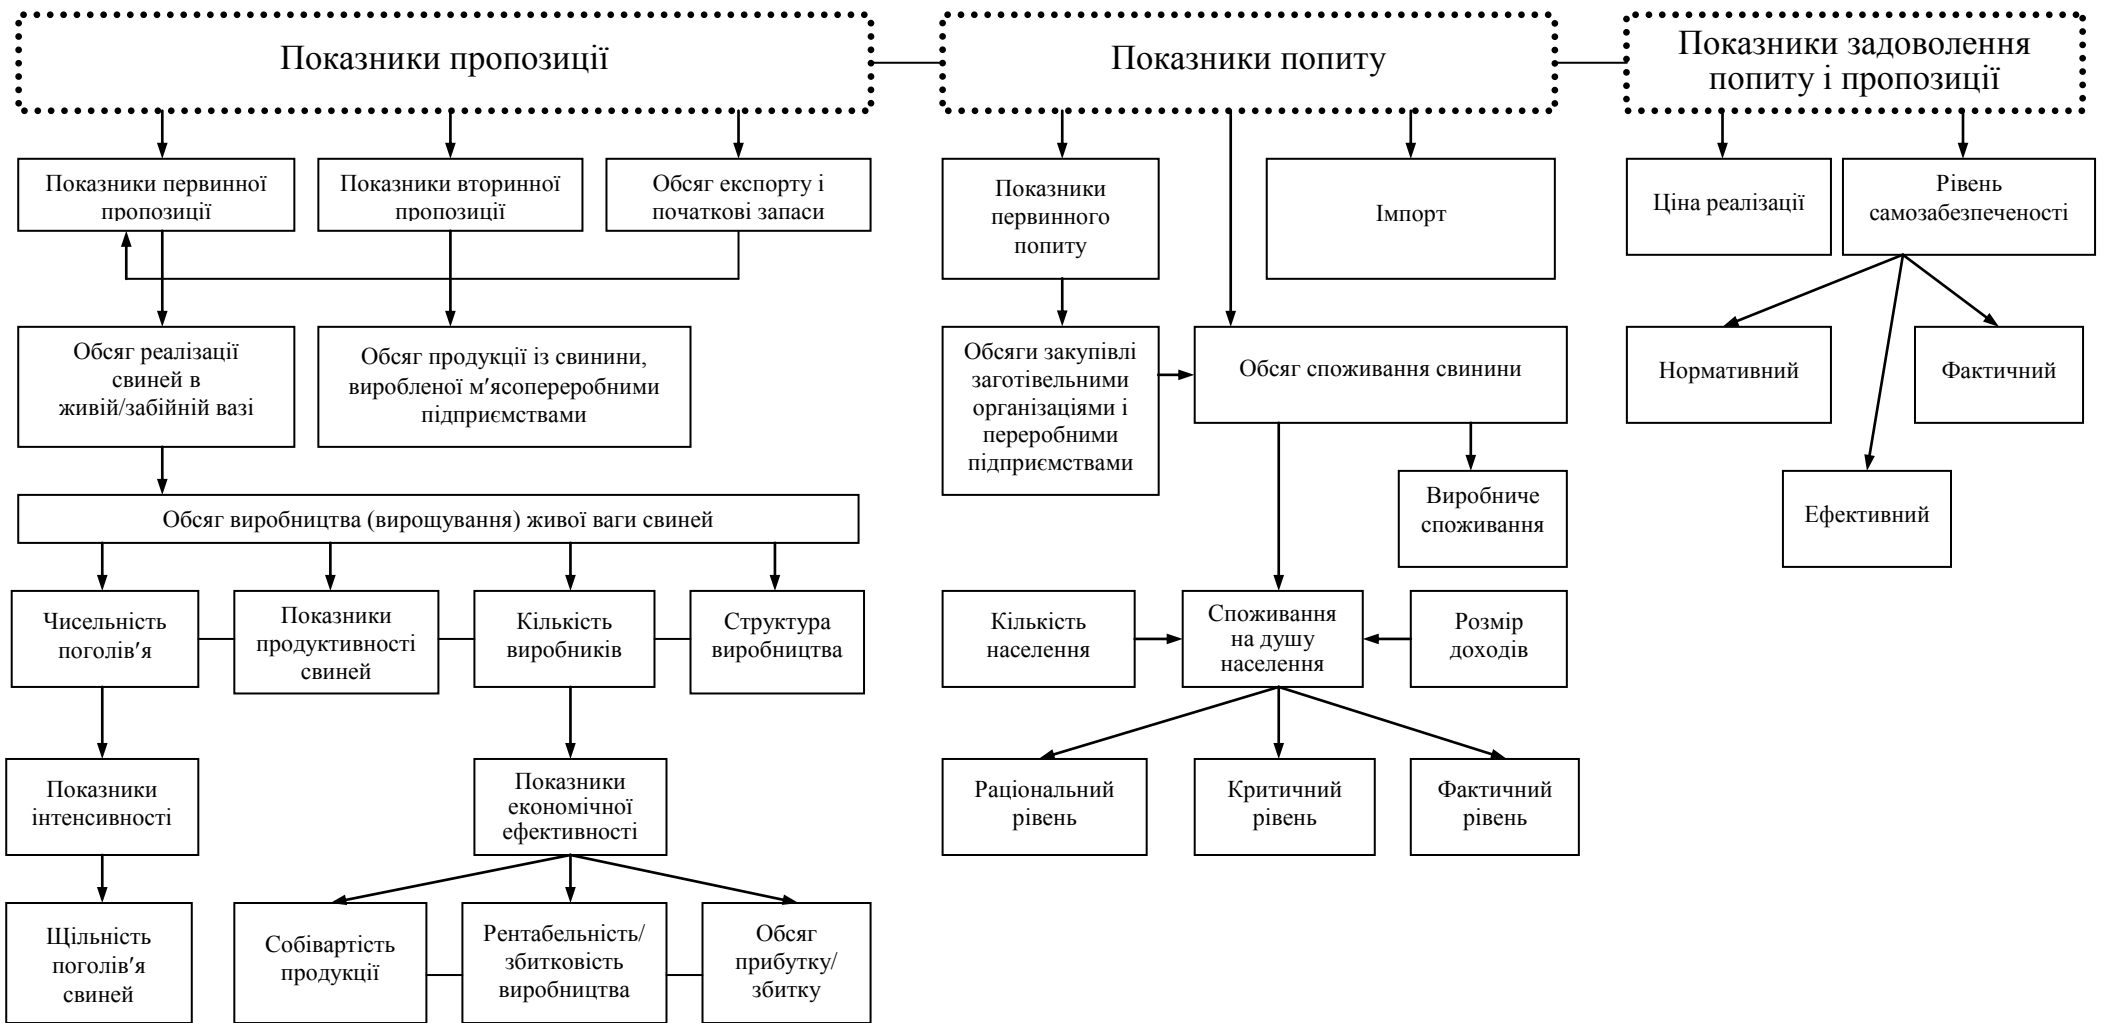 Показники пропозиції
Показники попиту
Показники задоволення
попиту і пропозиції
Показники первинної
пропозиції
Показники вторинної
пропозиції
Обсяг експорту і
початкові запаси
Показники
первинного
попиту
Імпорт
Ціна реалізації
Рівень
самозабезпеченості
Обсяг реалізації
свиней в
живій/забійній вазі
Обсяг продукції із свинини,
виробленої м′ясопереробними
підприємствами
Обсяги закупівлі
заготівельними
організаціями і
переробними
підприємствами
Обсяг споживання свинини
Нормативний
Фактичний
Виробниче
споживання
Ефективний
Обсяг виробництва (вирощування) живої ваги свиней
Чисельність
поголів′я
Показники
продуктивності
свиней
Кількість
виробників
Структура
виробництва
Кількість
населення
Споживання
на душу
населення
Розмір
доходів
Показники
інтенсивності
Показники
економічної
ефективності
Раціональний
рівень
Критичний
рівень
Фактичний
рівень
Щільність
поголів′я
свиней
Собівартість
продукції
Рентабельність/
збитковість
виробництва
Обсяг
прибутку/
збитку